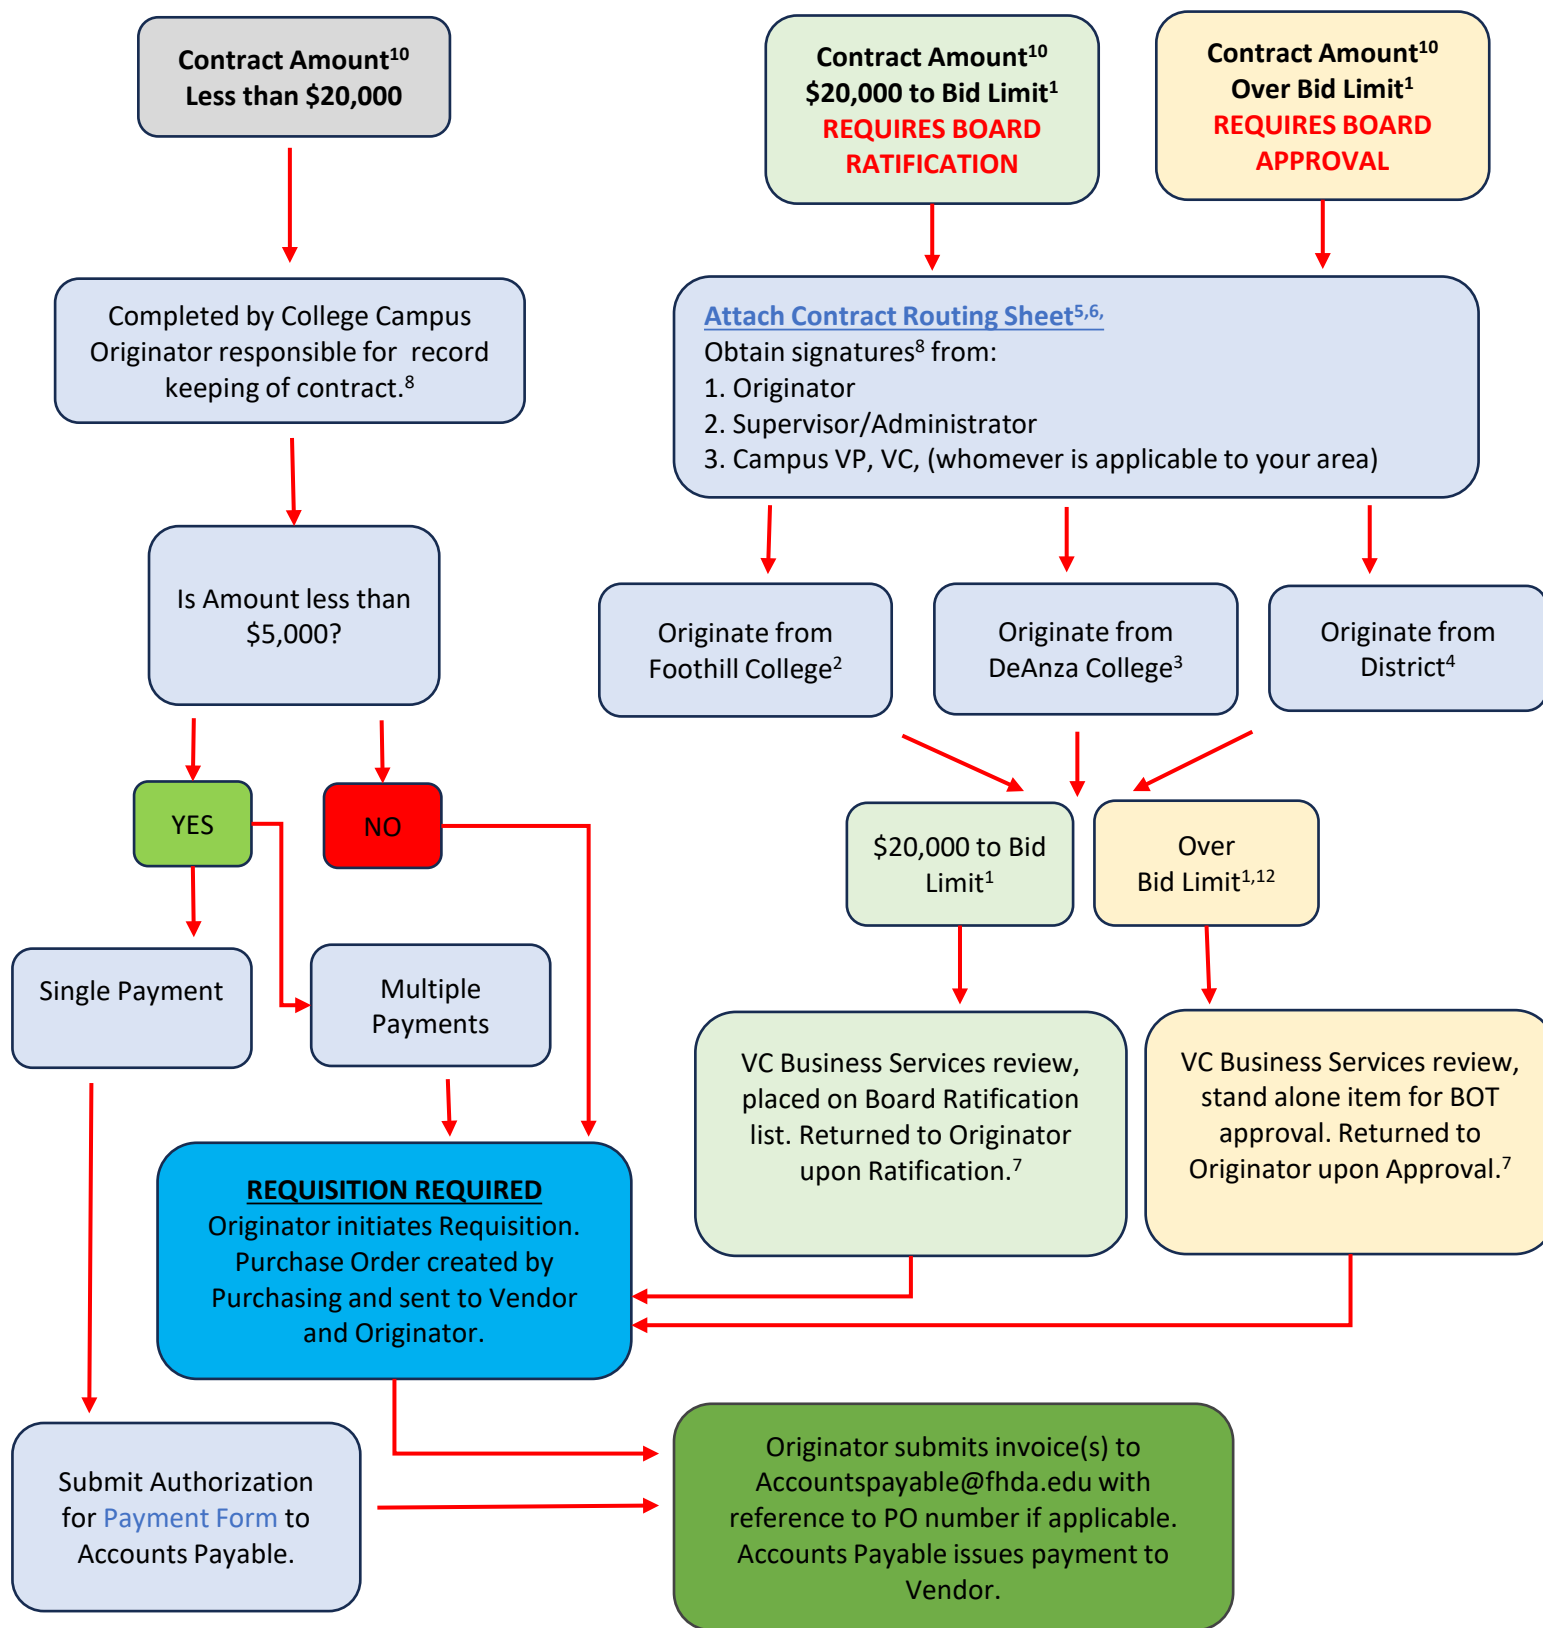 Contract Amount10
Less than $20,000
Contract Amount10
$20,000 to Bid Limit1
REQUIRES BOARD
RATIFICATION
Contract Amount10
Over Bid Limit1
REQUIRES BOARD
APPROVAL
Completed by College Campus
Originator responsible for record
keeping of contract.8
Attach Contract Routing Sheet5,6,
Obtain signatures8 from:
1. Originator
2. Supervisor/Administrator
3. Campus VP, VC, (whomever is applicable to your area)
Is Amount less than
$5,000?
Originate from
Foothill College2
Originate from
DeAnza College3
Originate from
District4
YES
NO
$20,000 to Bid
Limit1
Over
Bid Limit1,12
Single Payment
Multiple
Payments
VC Business Services review,
placed on Board Ratification
list. Returned to Originator
upon Ratification.7
VC Business Services review,
stand alone item for BOT
approval. Returned to
Originator upon Approval.7
REQUISITION REQUIRED
Originator initiates Requisition.
Purchase Order created by
Purchasing and sent to Vendor
and Originator.
Submit Authorization
for Payment Form to
Accounts Payable.
Originator submits invoice(s) to
Accountspayable@fhda.edu with
reference to PO number if applicable.
Accounts Payable issues payment to
Vendor.